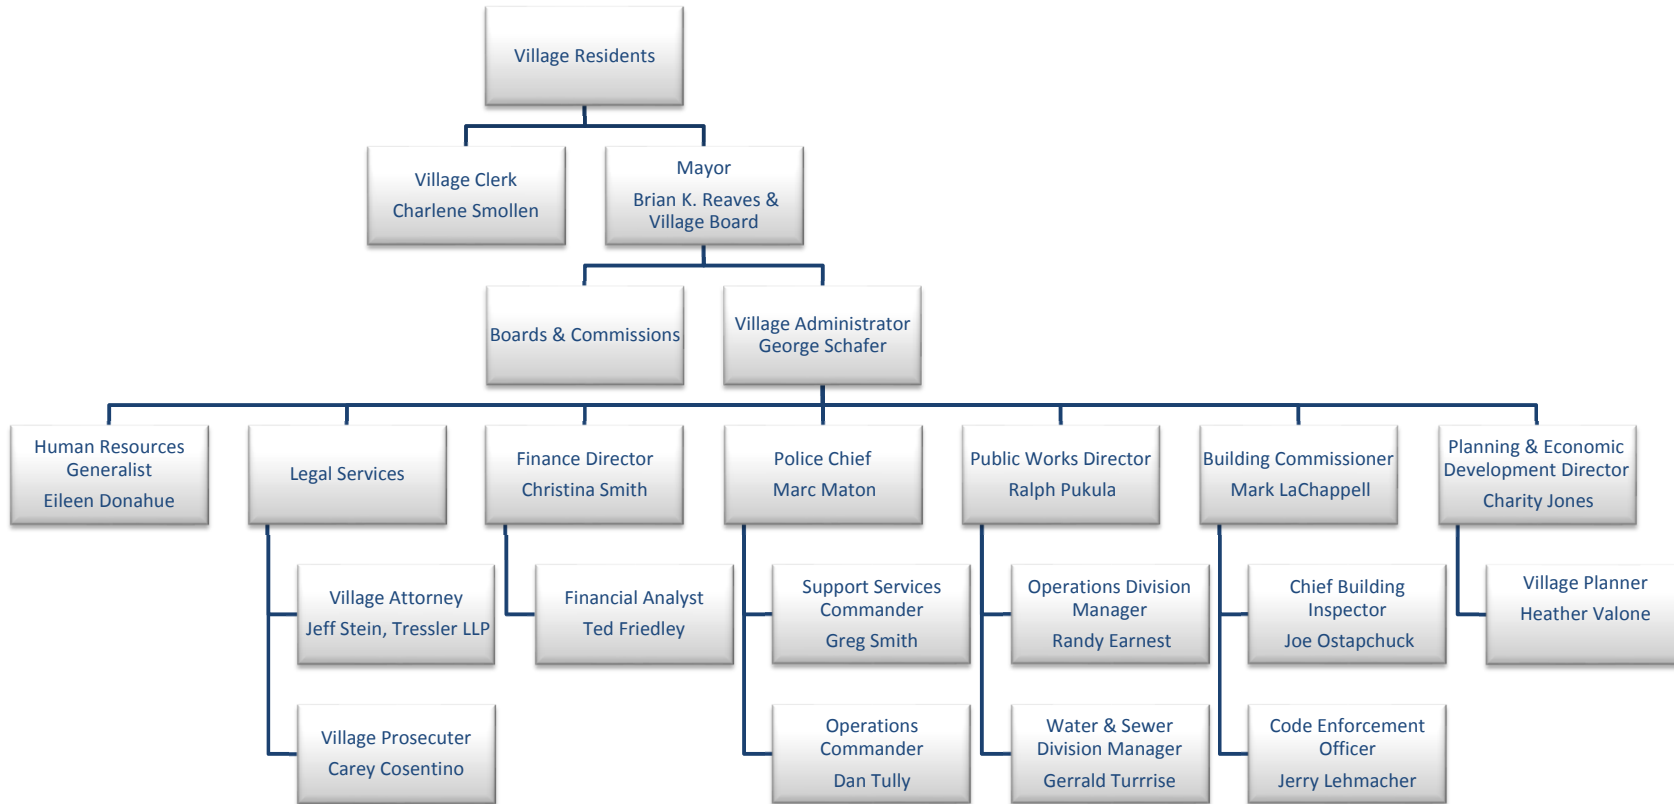 Village Residents
Village Clerk
Charlene Smollen
Mayor
Brian K. Reaves &
Village Board
Boards & Commissions
Village Administrator
George Schafer
Human Resources
Generalist
Eileen Donahue
Legal Services
Finance Director
Christina Smith
Police Chief
Marc Maton
Public Works Director
Ralph Pukula
Building Commissioner
Mark LaChappell
Planning & Economic
Development Director
Charity Jones
Village Attorney
Jeff Stein, Tressler LLP
Financial Analyst
Ted Friedley
Support Services
Commander
Greg Smith
Operations Division
Manager
Randy Earnest
Chief Building
Inspector
Joe Ostapchuck
Village Planner
Heather Valone
Village Prosecuter
Carey Cosentino
Operations
Commander
Dan Tully
Water & Sewer
Division Manager
Gerrald Turrrise
Code Enforcement
Officer
Jerry Lehmacher